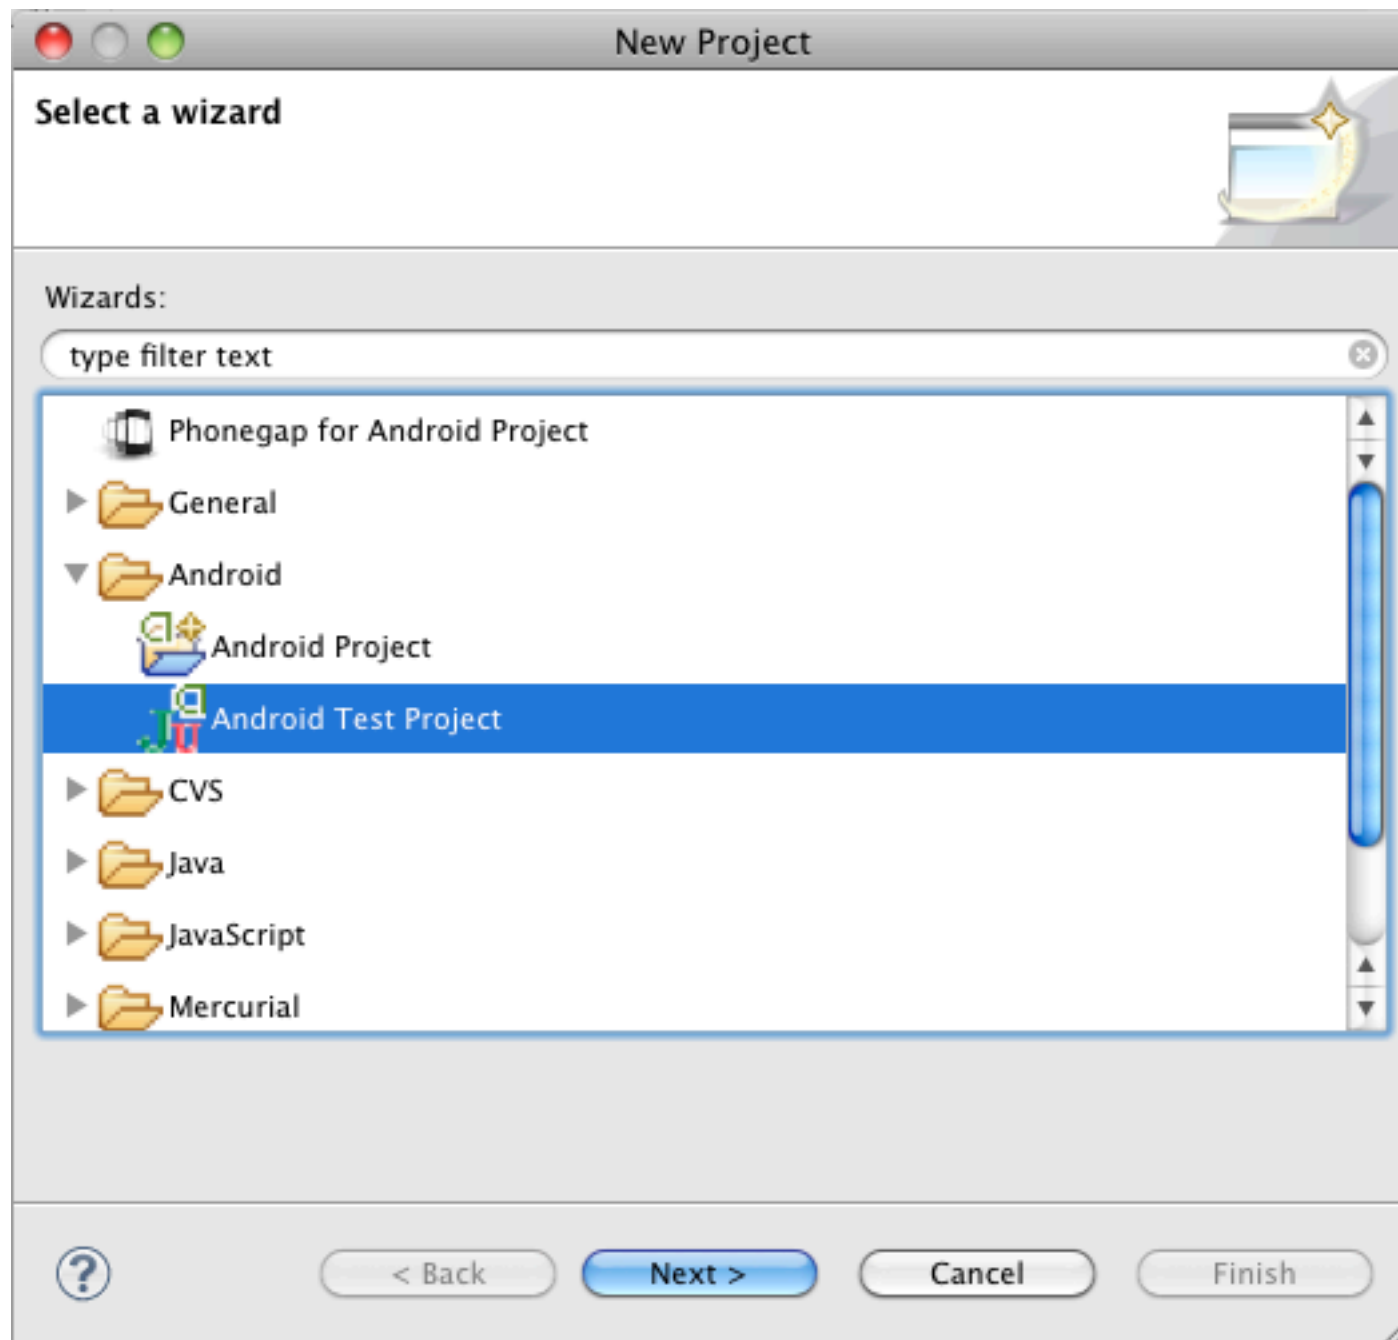 New Project
Select a wizard
Wizards:
type filter text
Phonegap for Android Project
General
Android
Android Project
Android Test Project
CVS
Java
JavaScript
Mercurial
?
< Back
Next >
Cancel
Finish